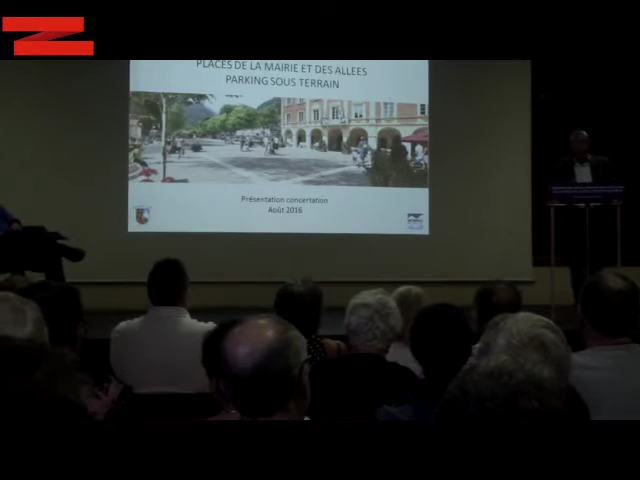 PLACES DE LA MAIRIE ET DES ALLEES
PARKING SOUS TERRAIN
Présentation concertation
Août 2016